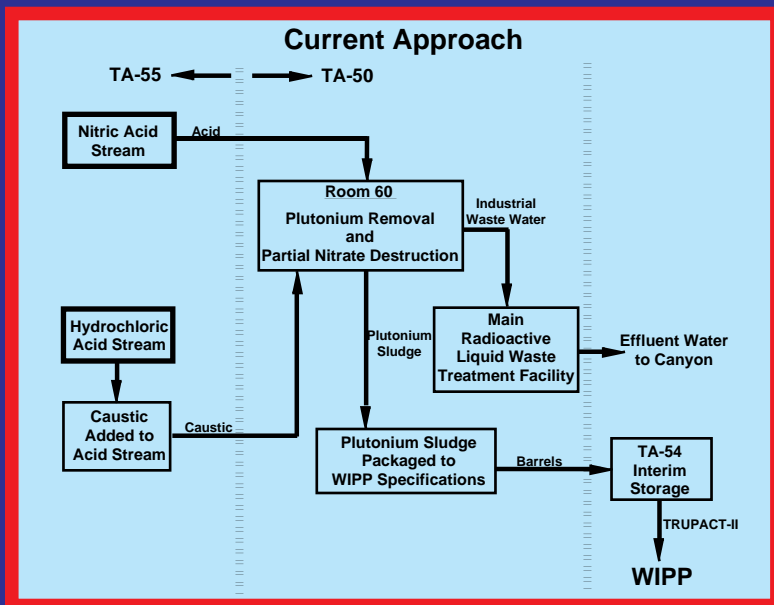 Current Approach
TA-55
TA-50
Nitric Acid
Stream
Acid
Room 60
Plutonium Removal
and
Partial Nitrate Destruction
Industrial
Waste Water
Hydrochloric
Acid Stream
Plutonium
Sludge
Main
Radioactive
Liquid Waste
Treatment Facility
Effluent Water
to Canyon
Caustic
Added to
Acid Stream
Caustic
Plutonium Sludge
Packaged to
WIPP Specifications
Barrels
TA-54
Interim
Storage
TRUPACT-II
WIPP